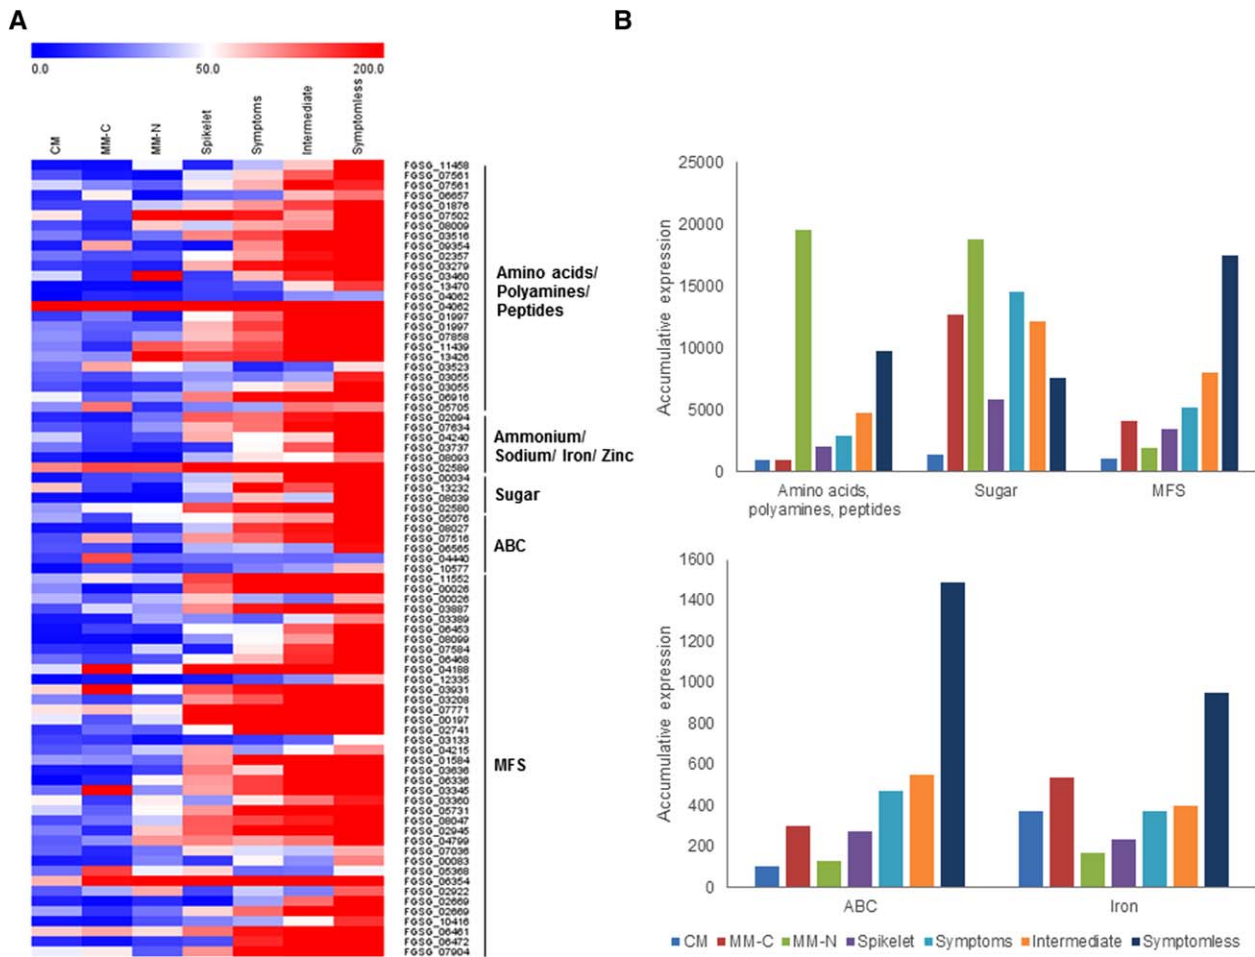 A
B
0.0 50.0 200.0
CM MM-C MM-N Spikelet Symptoms Intermediate Symptomless
FGSG_11458
FGSG_07561
FGSG_07561
FGSG_06657
FGSG_01876
FGSG_07502
FGSG_08009
FGSG_03516
FGSG_09354
FGSG_02357
FGSG_03279
FGSG_03460
FGSG_13470
FGSG_04062
FGSG_04062
FGSG_01997
FGSG_01997
FGSG_07858
FGSG_11439
FGSG_13426
FGSG_03523
FGSG_03055
FGSG_03055
FGSG_06916
FGSG_05705
FGSG_02094
FGSG_07634
FGSG_04240
FGSG_03737
FGSG_08093
FGSG_02589
FGSG_00034
FGSG_13232
FGSG_08039
FGSG_02580
FGSG_05076
FGSG_08027
FGSG_07516
FGSG_06565
FGSG_04440
FGSG_10577
FGSG_11552
FGSG_00026
FGSG_00026
FGSG_03887
FGSG_03389
FGSG_06453
FGSG_08099
FGSG_07584
FGSG_06468
FGSG_04188
FGSG_12335
FGSG_03931
FGSG_03208
FGSG_07771
FGSG_00197
FGSG_02741
FGSG_03133
FGSG_04215
FGSG_01584
FGSG_03636
FGSG_06336
FGSG_03345
FGSG_03360
FGSG_05731
FGSG_08047
FGSG_02945
FGSG_04799
FGSG_07036
FGSG_00083
FGSG_05368
FGSG_06354
FGSG_02922
FGSG_02669
FGSG_02669
FGSG_10416
FGSG_06461
FGSG_06472
FGSG_07904
Amino acids/
Polyamines/
Peptides
Ammonium/
Sodium/ Iron/ Zinc
Sugar
ABC
MFS
Accumulative expression
25000
20000
15000
10000
5000
0
Amino acids,
polyamines, peptides
Sugar
MFS
Accumulative expression
1600
1400
1200
1000
800
600
400
200
0
ABC
Iron
CM MM-C MM-N Spikelet Symptoms Intermediate Symptomless